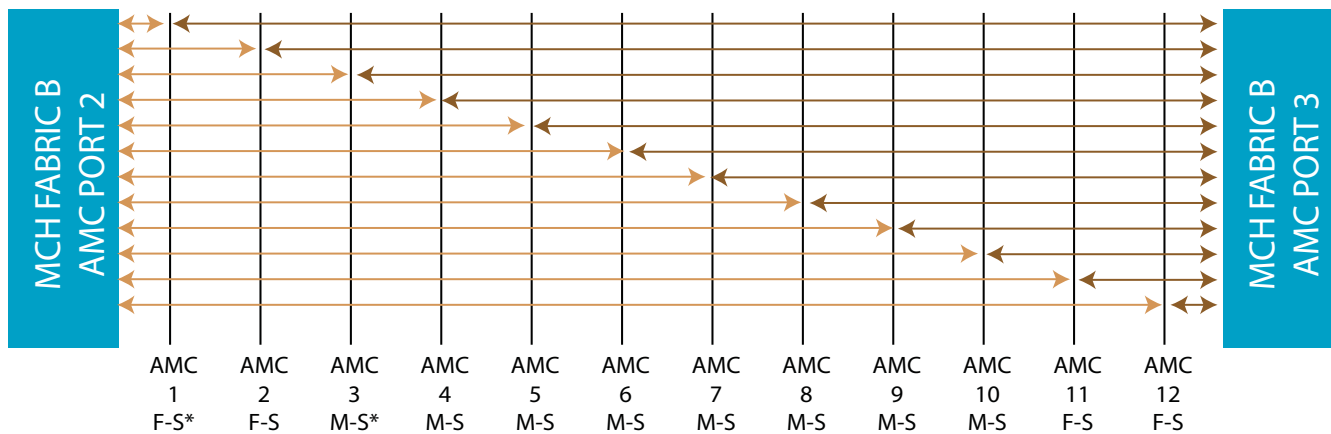 MCH FABRIC B
AMC PORT 2
MCH FABRIC B
AMC PORT 3
AMC AMC AMC AMC AMC AMC AMC AMC AMC AMC AMC AMC
1 2 3 4 5 6 7 8 9 10 11 12
F-S* F-S M-S* M-S M-S M-S M-S M-S M-S M-S F-S F-S